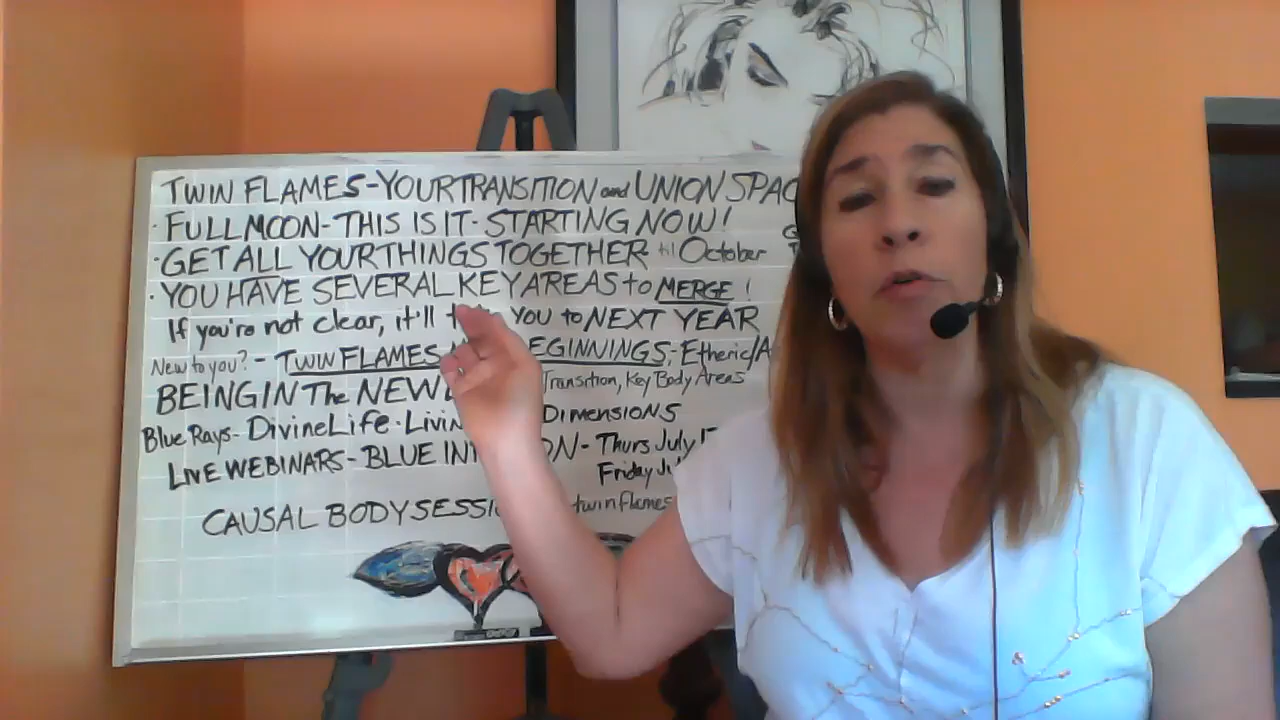 TWIN FLAMES-YOUR TRANSITION and UNION SPAC
· FULL MOON- THIS IS IT- STARTING NOW!
· GET ALL YOUR THINGS TOGETHER til October
· YOU HAVE SEVERAL KEY AREAS to MERGE!
If you're not clear, it'll YOU to NEXT YEAR
New to you? - TWIN FLAMES EGINNINGS; Etheric/A
BEING IN The NEW Transition, Key Body Areas
Blue Rays- Divine Life · Livin DIMENSIONS
LIVE WEBINARS- BLUE IN ON- Thurs July
Friday Ju
CAUSAL BODY SESSI twinflames